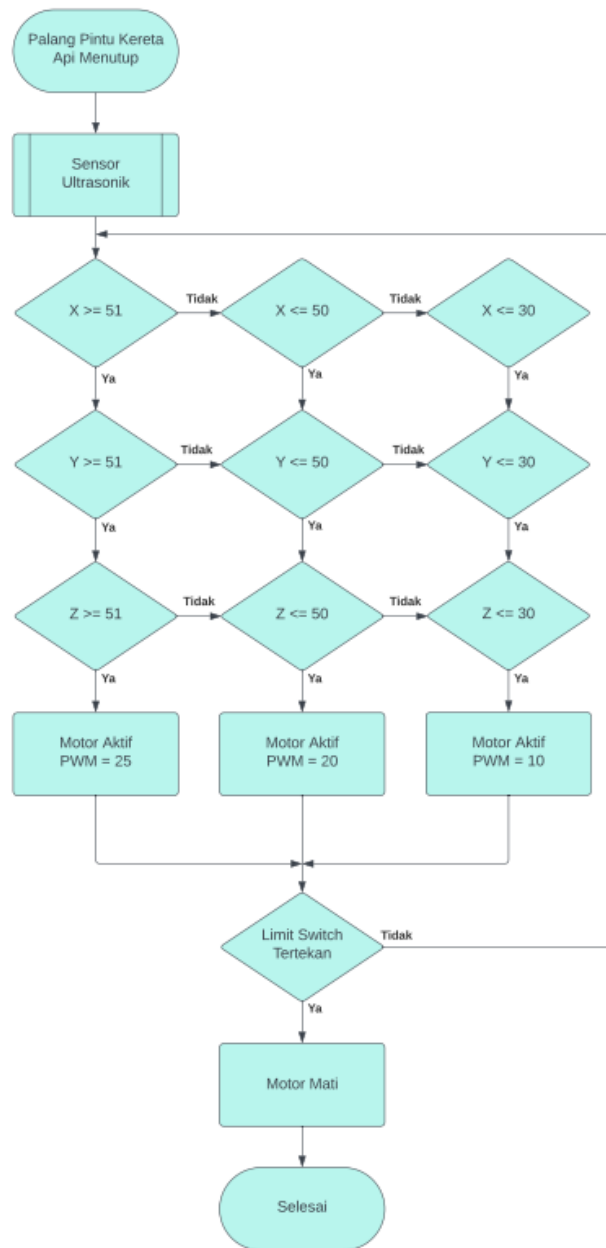 Palang Pintu Kereta
Api Menutup
Sensor
Ultrasonik
X >= 51
Tidak
X <= 50
Tidak
X <= 30
Ya
Ya
Ya
Y >= 51
Tidak
Y <= 50
Tidak
Y <= 30
Ya
Ya
Ya
Z >= 51
Tidak
Z <= 50
Tidak
Z <= 30
Ya
Ya
Ya
Motor Aktif
PWM = 25
Motor Aktif
PWM = 20
Motor Aktif
PWM = 10
Limit Switch
Tertekan
Tidak
Ya
Motor Mati
Selesai